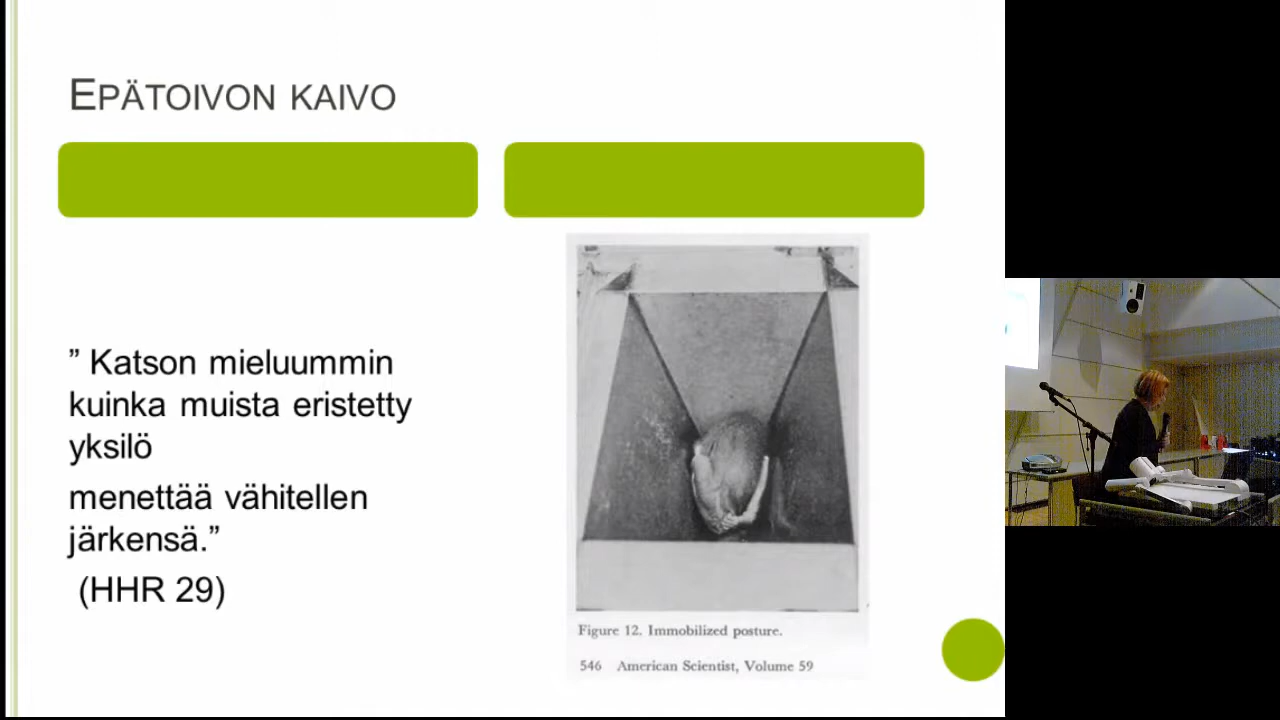 EPÄTOIVON KAIVO
” Katson mieluummin
kuinka muista eristetty
yksilö
menettää vähitellen
järkensä.”
(HHR 29)
Figure 12. Immobilized posture.
546 American Scientist, Volume 59